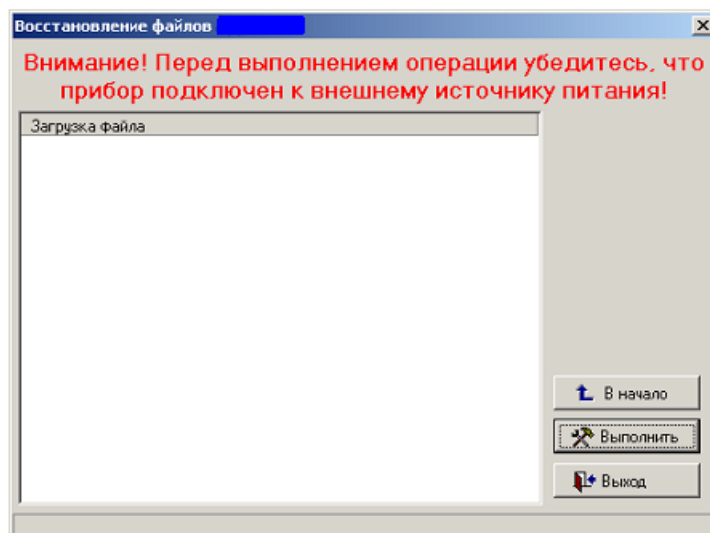 Восстановление файлов
Внимание! Перед выполнением операции убедитесь, что
прибор подключен к внешнему источнику питания!
Загрузка файла
В начало
Выполнить
Выход